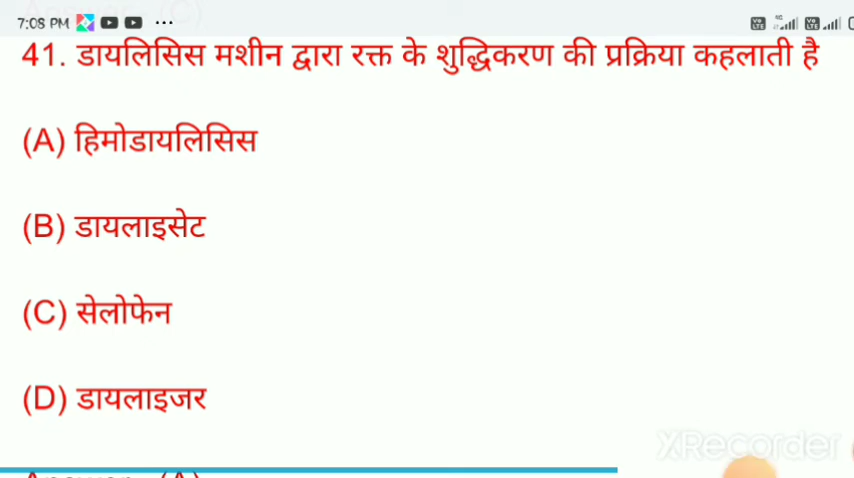 7:08 PM
41. डायलिसिस मशीन द्वारा रक्त के शुद्धिकरण की प्रक्रिया कहलाती है
(A) हिमोडायलिसिस
(B) डायलाइसेट
(C) सेलोफेन
(D) डायलाइजर
XRecorder